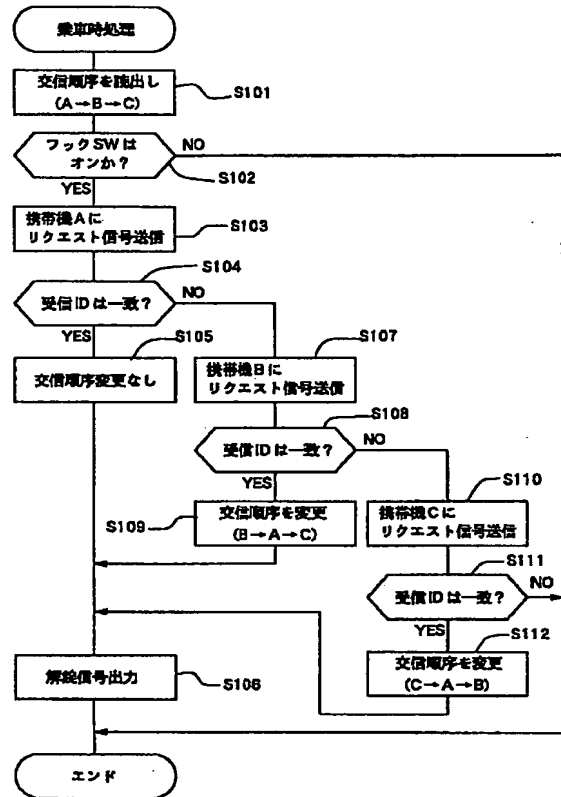 乗車時処理
交信順序を読出し
(A→B→C)
S101
フックSWは
オンか?
NO
S102
YES
携帯機Aに
リクエスト信号送信
S103
S104
受信IDは一致?
NO
YES
S105
交信順序変更なし
S107
携帯機Bに
リクエスト信号送信
S108
受信IDは一致?
NO
YES
S109
交信順序を変更
(B→A→C)
S110
携帯機Cに
リクエスト信号送信
S111
受信IDは一致?
NO
YES
S112
交信順序を変更
(C→A→B)
解錠信号出力
S106
エンド